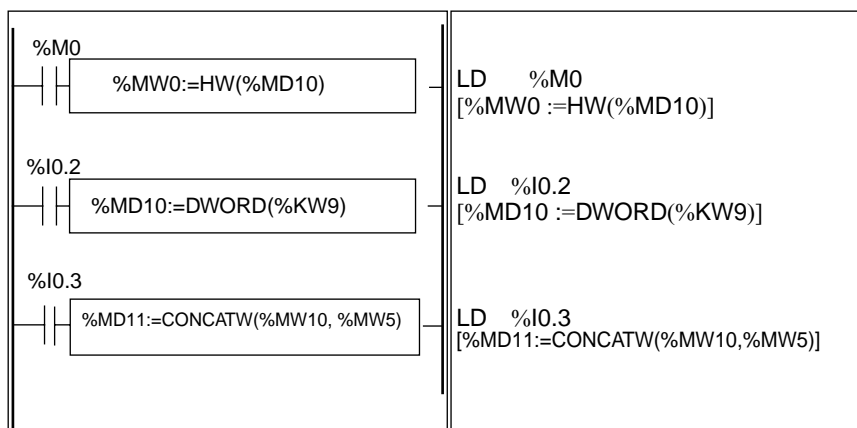 %M0
%MW0:=HW(%MD10)
LD %M0
[%MW0 :=HW(%MD10)]
%I0.2
%MD10:=DWORD(%KW9)
LD %I0.2
[%MD10 :=DWORD(%KW9)]
%I0.3
%MD11:=CONCATW(%MW10, %MW5)
LD %I0.3
[%MD11:=CONCATW(%MW10,%MW5)]